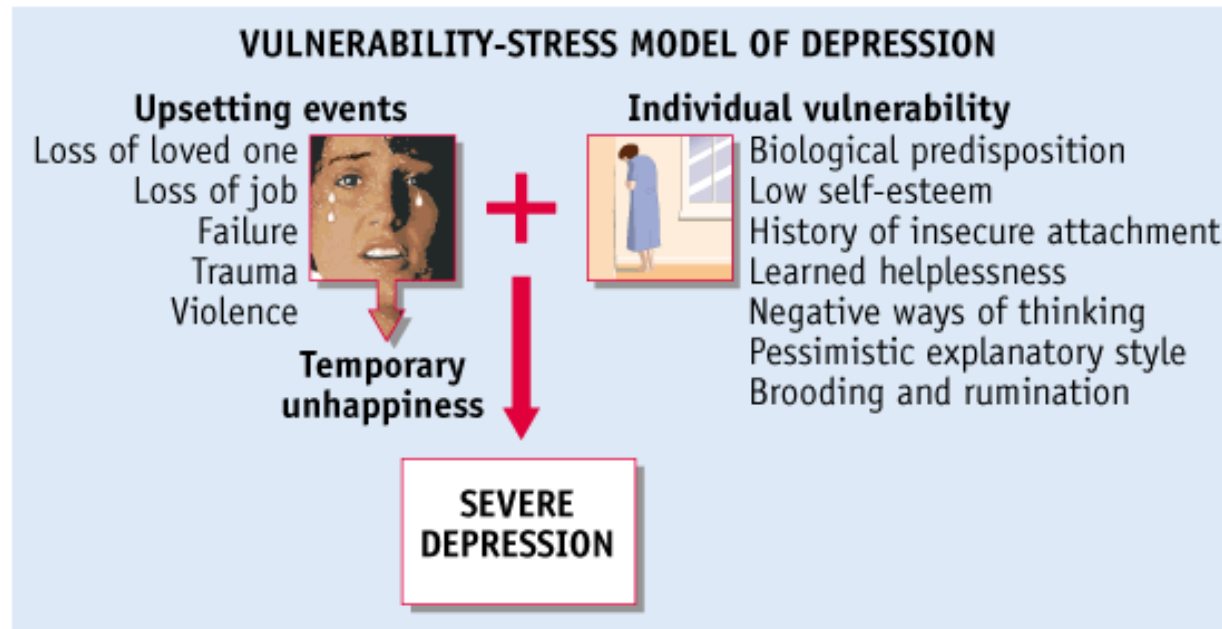 VULNERABILITY-STRESS MODEL OF DEPRESSION
Upsetting events
Loss of loved one
Loss of job
Failure
Trauma
Violence
Temporary
unhappiness
Individual vulnerability
Biological predisposition
Low self-esteem
History of insecure attachment
Learned helplessness
Negative ways of thinking
Pessimistic explanatory style
Brooding and rumination
+
SEVERE
DEPRESSION